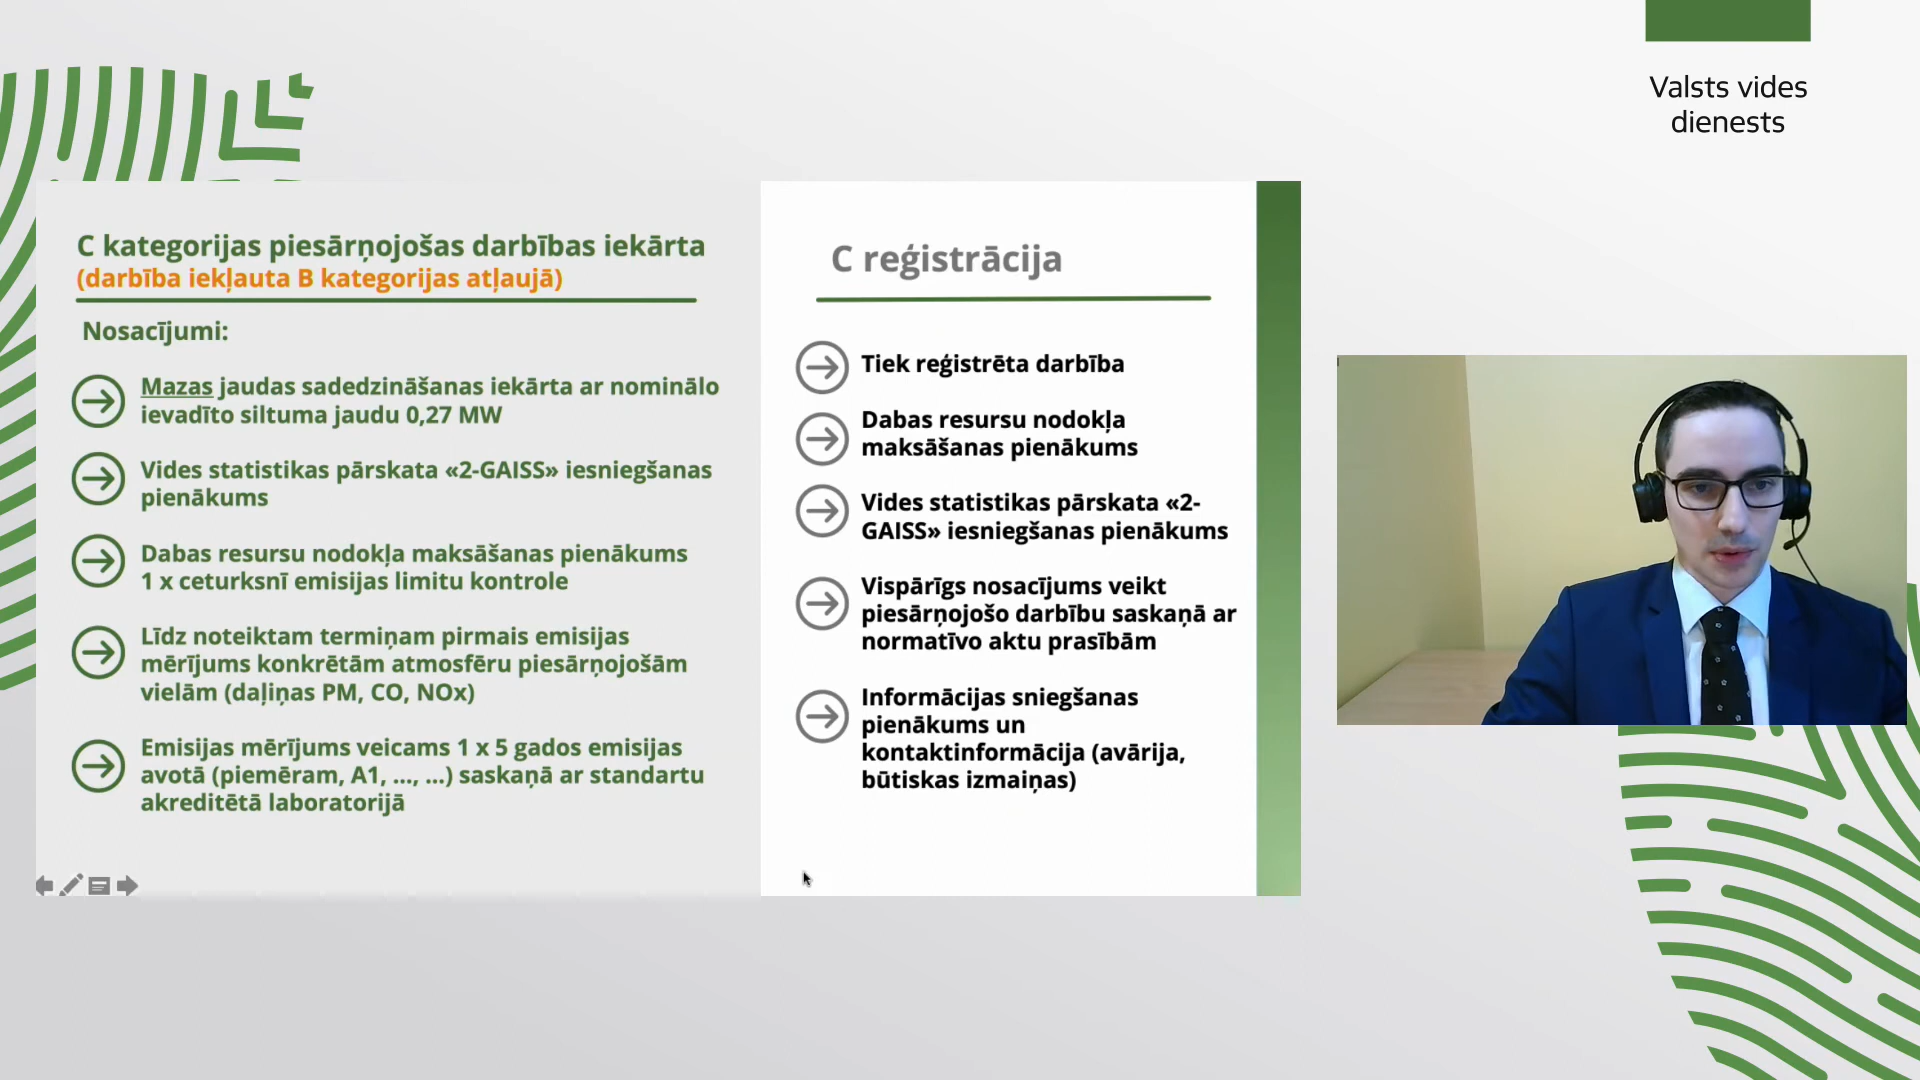 Valsts vides
dienests
C kategorijas piesārņojošas darbības iekārta
(darbība iekļauta B kategorijas atļaujā)
Nosacījumi:
Mazas jaudas sadedzināšanas iekārta ar nominālo
ievadīto siltuma jaudu 0,27 MW
Vides statistikas pārskata «2-GAISS» iesniegšanas
pienākums
Dabas resursu nodokļa maksāšanas pienākums
1 x ceturksnī emisijas limitu kontrole
Līdz noteiktam termiņam pirmais emisijas
mērījums konkrētām atmosfēru piesārņojošām
vielām (daļiņas PM, CO, NOx)
Emisijas mērījums veicams 1 x 5 gados emisijas
avotā (piemēram, A1, ..., ...) saskaņā ar standartu
akreditētā laboratorijā
C reģistrācija
Tiek reģistrēta darbība
Dabas resursu nodokļa
maksāšanas pienākums
Vides statistikas pārskata «2-
GAISS» iesniegšanas pienākums
Vispārīgs nosacījums veikt
piesārņojošo darbību saskaņā ar
normatīvo aktu prasībām
Informācijas sniegšanas
pienākums un
kontaktinformācija (avārija,
būtiskas izmaiņas)